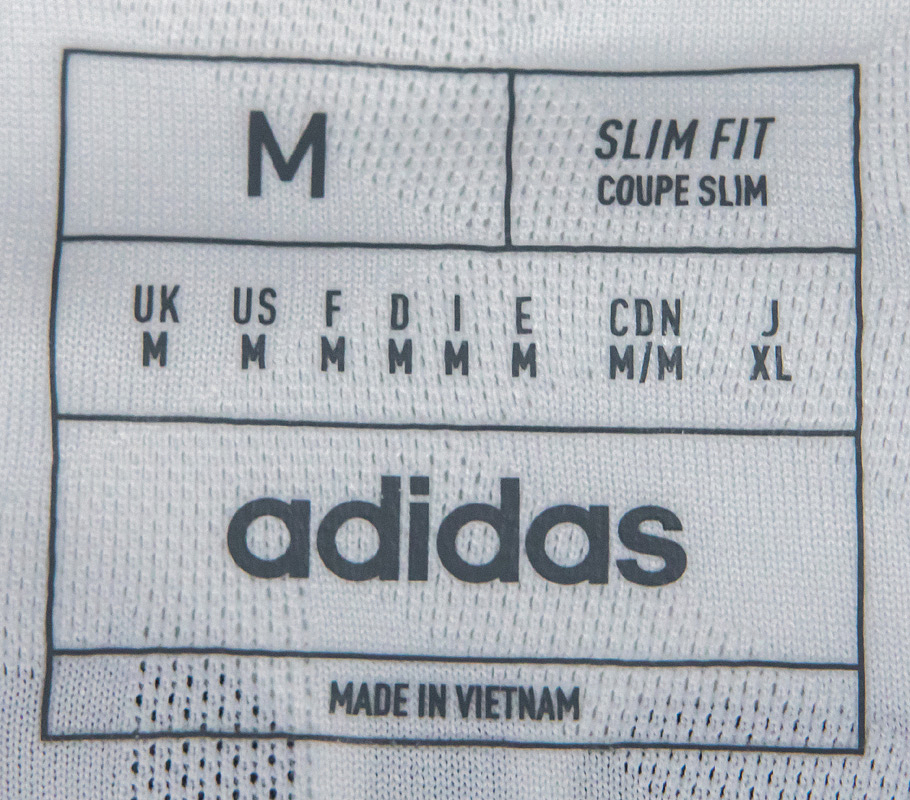 M
SLIM FIT
COUPE SLIM
UK US F D I E CDN J
M M M M M M M/M XL
adidas
MADE IN VIETNAM